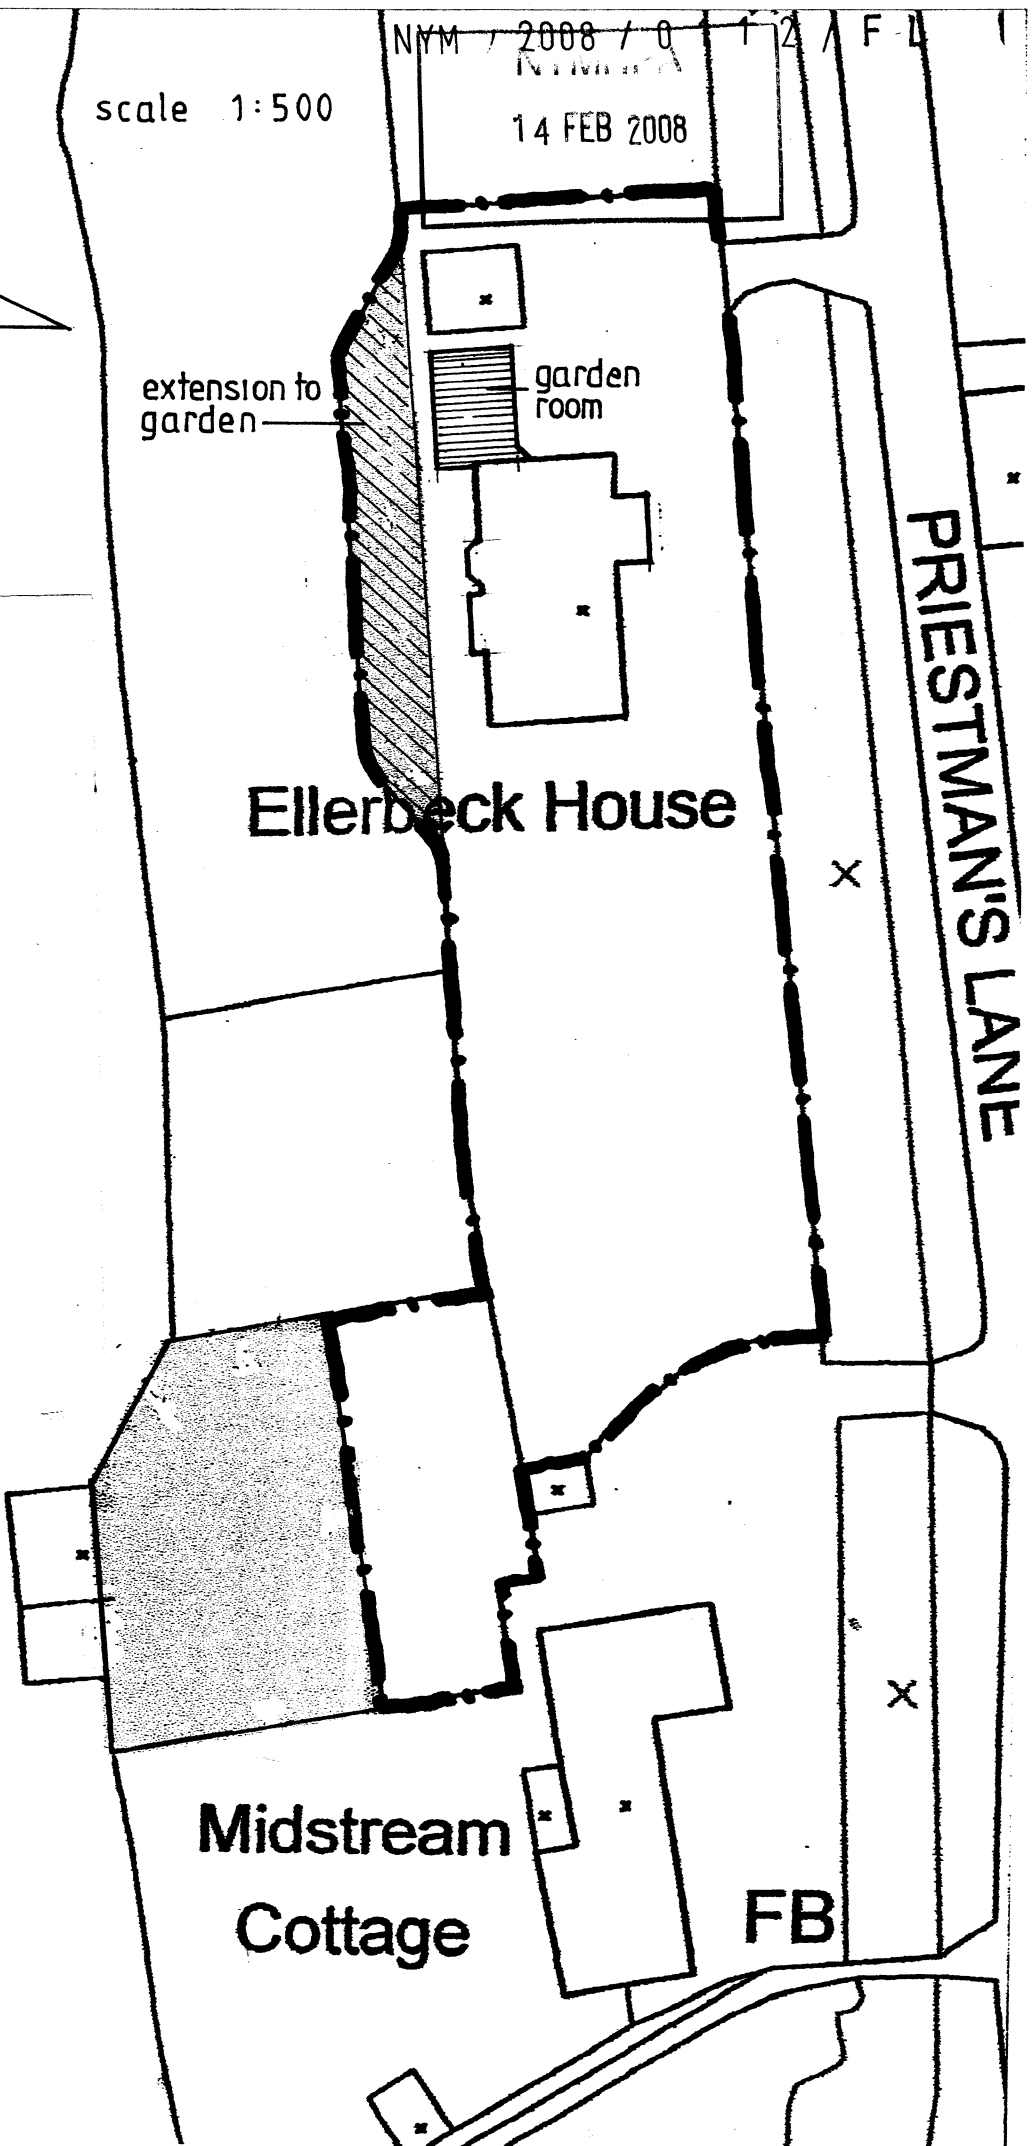 NYM / 2008 / 0 1 1 2 / F L
scale 1:500
14 FEB 2008
extension to
garden
garden
room
Ellerbeck House
PRIESTMAN'S LANE
Midstream
Cottage
FB